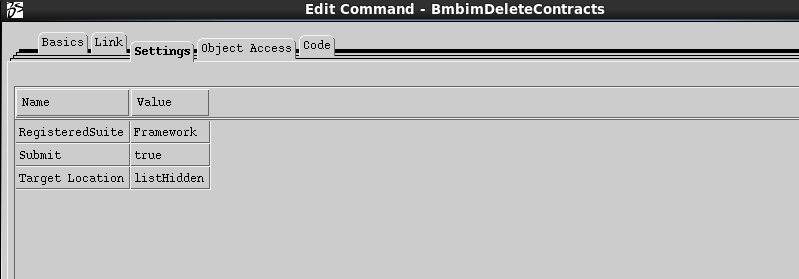 Edit Command - BmbimDeleteContracts
Basics Link Settings Object Access Code
Name Value
RegisteredSuite Framework
Submit true
Target Location listHidden